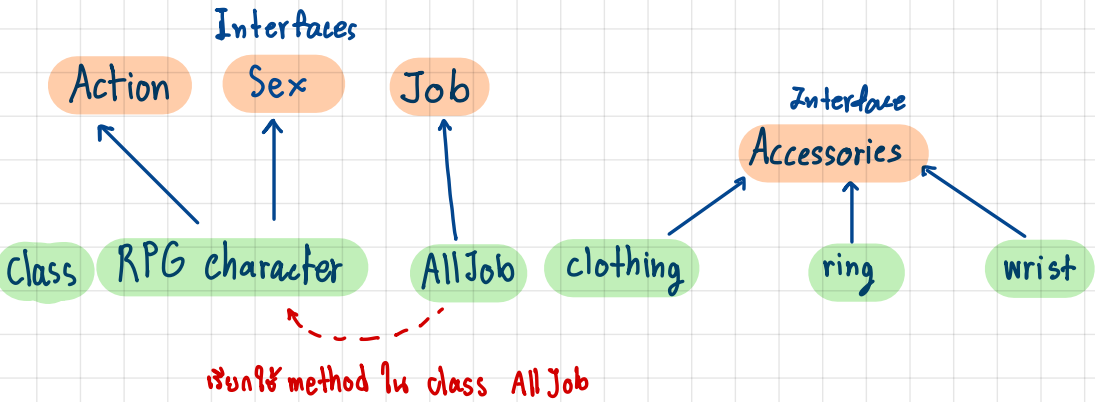 Interfaces
Action Sex Job
Interface
Accessories
Class RPG character AllJob clothing ring wrist
เรียกใช้ method ใน class AllJob